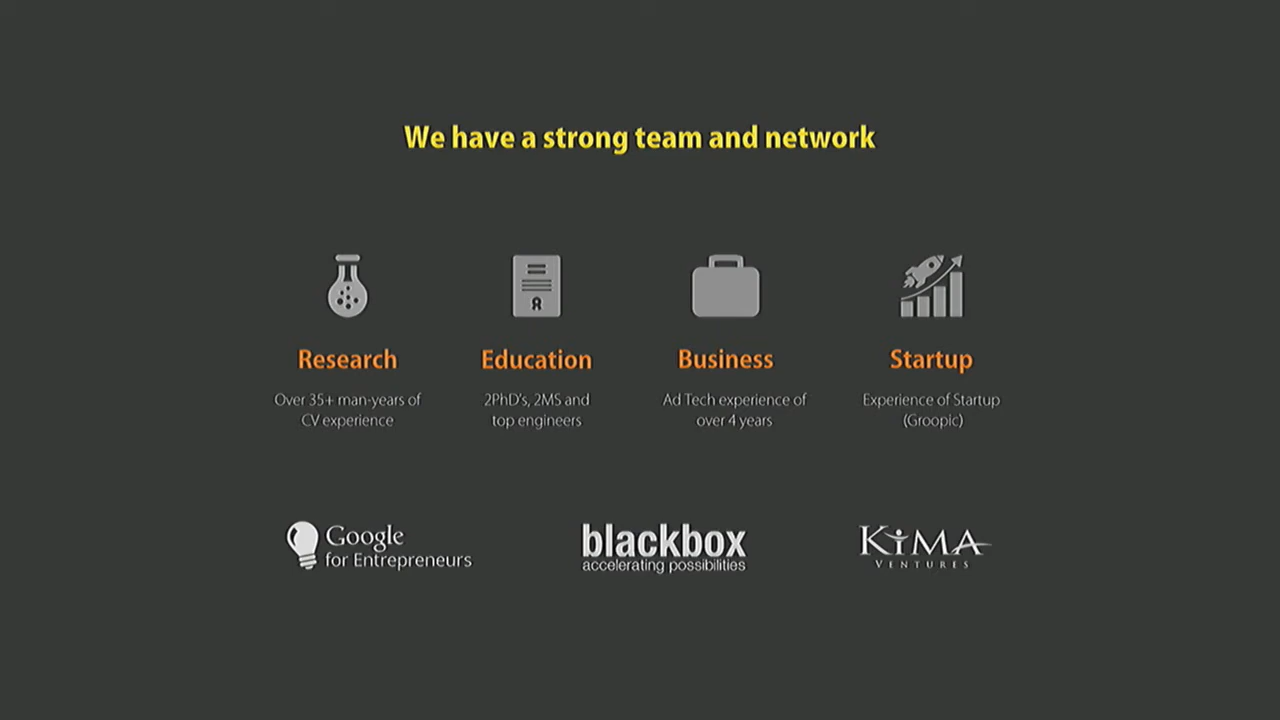 We have a strong team and network
Research
Over 35+ man-years of
CV experience
Education
2PhD's, 2MS and
top engineers
Business
Ad Tech experience of
over 4 years
Startup
Experience of Startup
(Groopic)
Google
for Entrepreneurs
blackbox
accelerating possibilities
KiMA
VENTURES